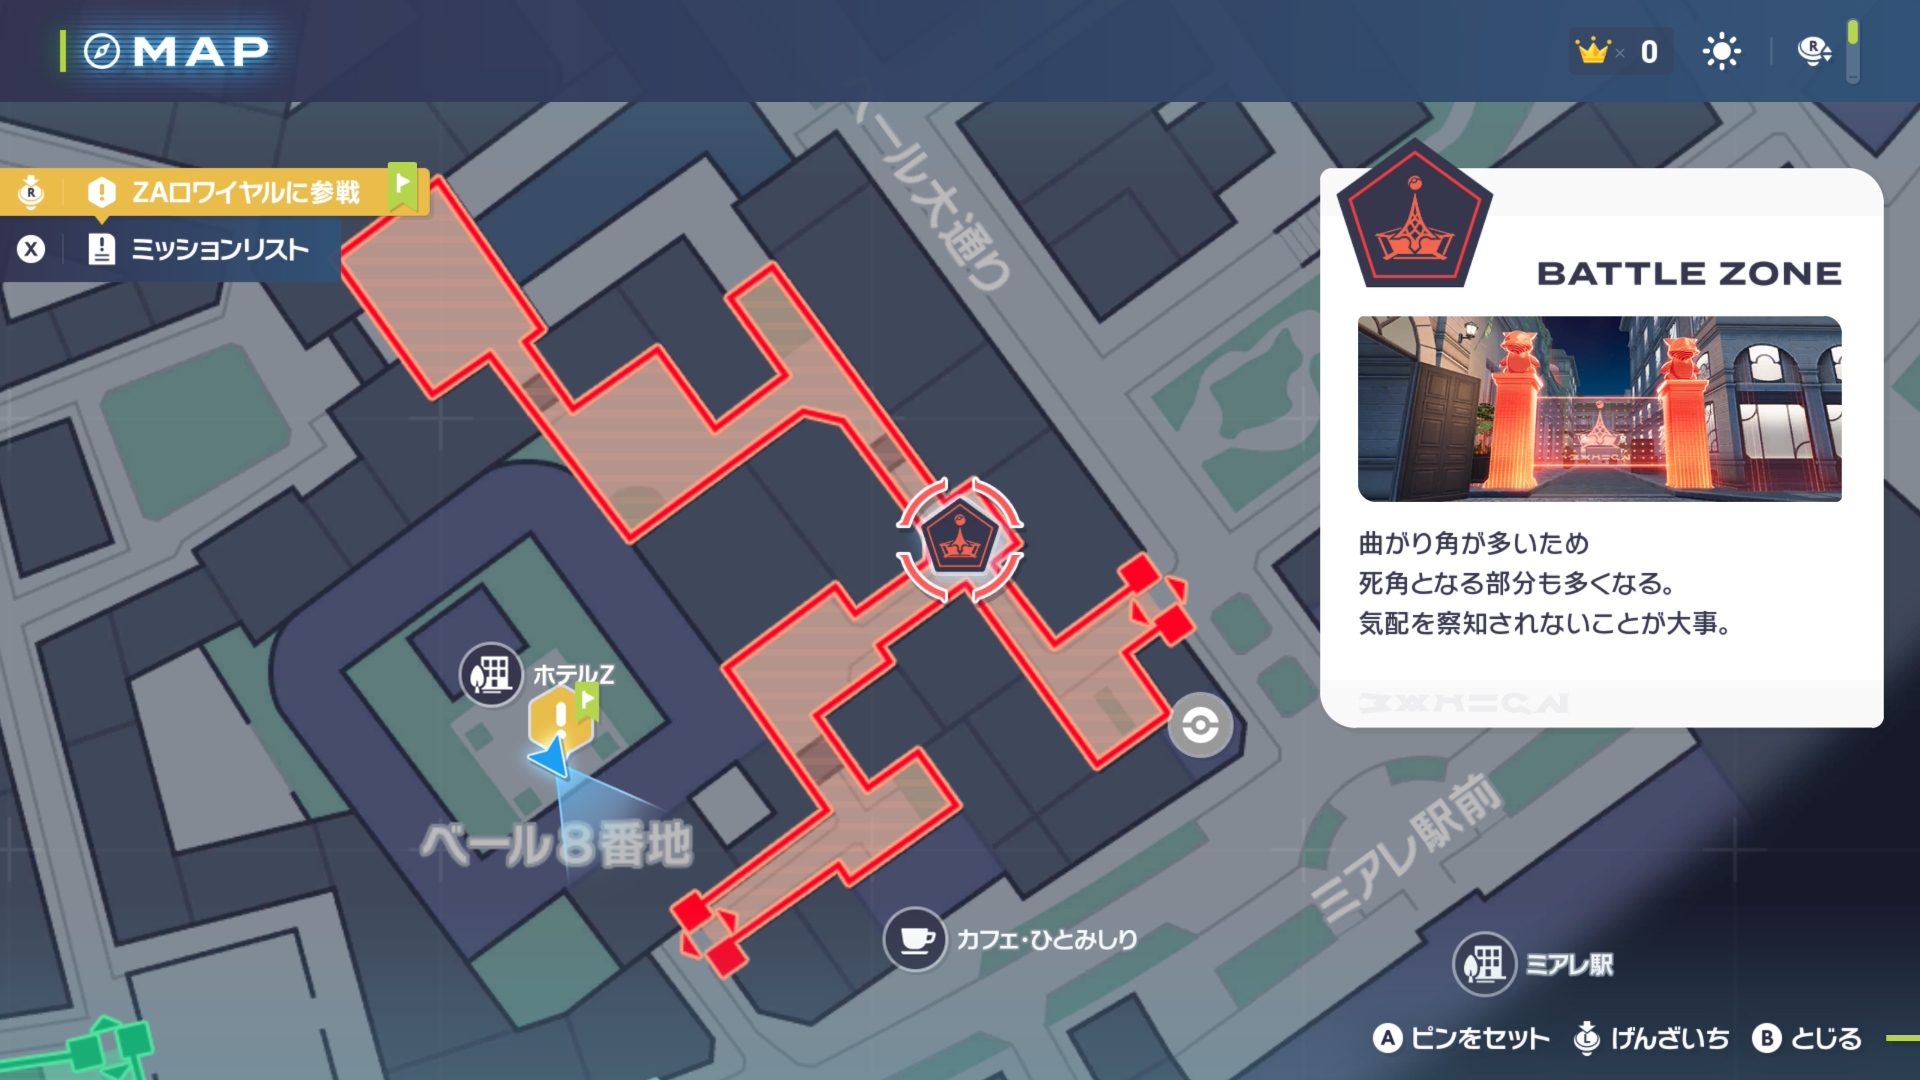 MAP
× 0
R
R
ZAロワイヤルに参戦
X
ミッションリスト
ベール大通り
BATTLE ZONE
曲がり角が多いため
死角となる部分も多くなる。
気配を察知されないことが大事。
ホテルZ
ベール8番地
ミアレ駅前
カフェ・ひとみしり
ミアレ駅
A ピンをセット
L げんざいち
B とじる